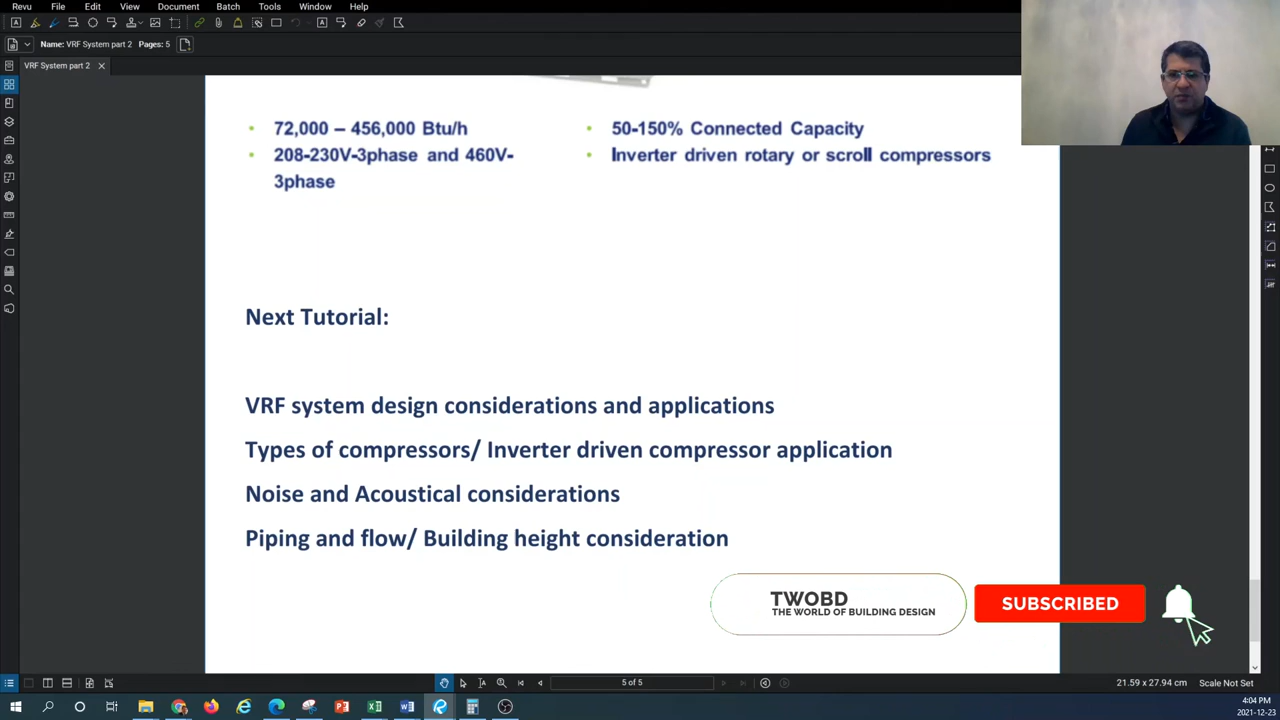 Revu File Edit View Document Batch Tools Window Help
Name: VRF System part 2 Pages: 5
VRF System part 2
• 72,000 – 456,000 Btu/h
• 208-230V-3phase and 460V-
3phase
• 50-150% Connected Capacity
• Inverter driven rotary or scroll compressors
Next Tutorial:
VRF system design considerations and applications
Types of compressors/ Inverter driven compressor application
Noise and Acoustical considerations
Piping and flow/ Building height consideration
TWOBD
THE WORLD OF BUILDING DESIGN
SUBSCRIBED
5 of 5
21.59 x 27.94 cm Scale Not Set
4:04 PM
2021-12-23